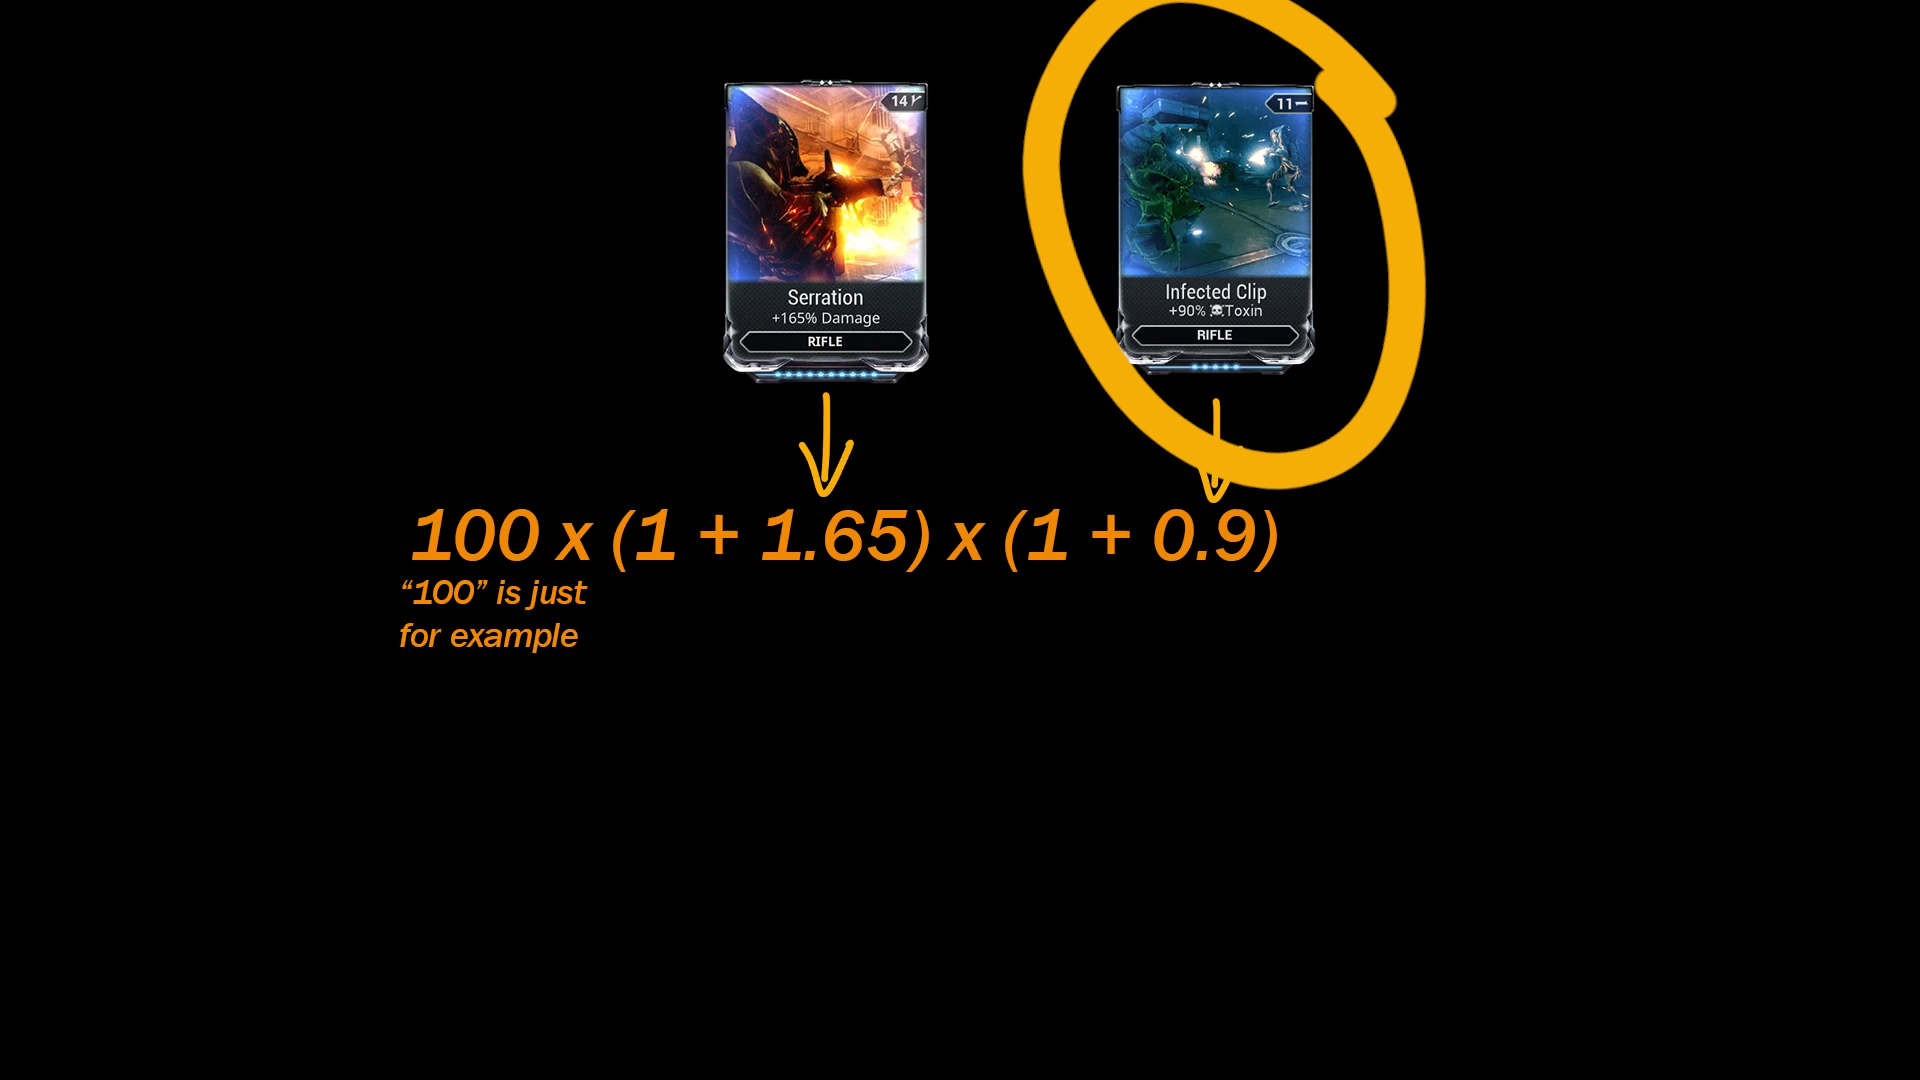 14
11
Serration
+165% Damage
RIFLE
Infected Clip
+90% Toxin
RIFLE
100 x (1 + 1.65) x (1 + 0.9)
“100” is just
for example